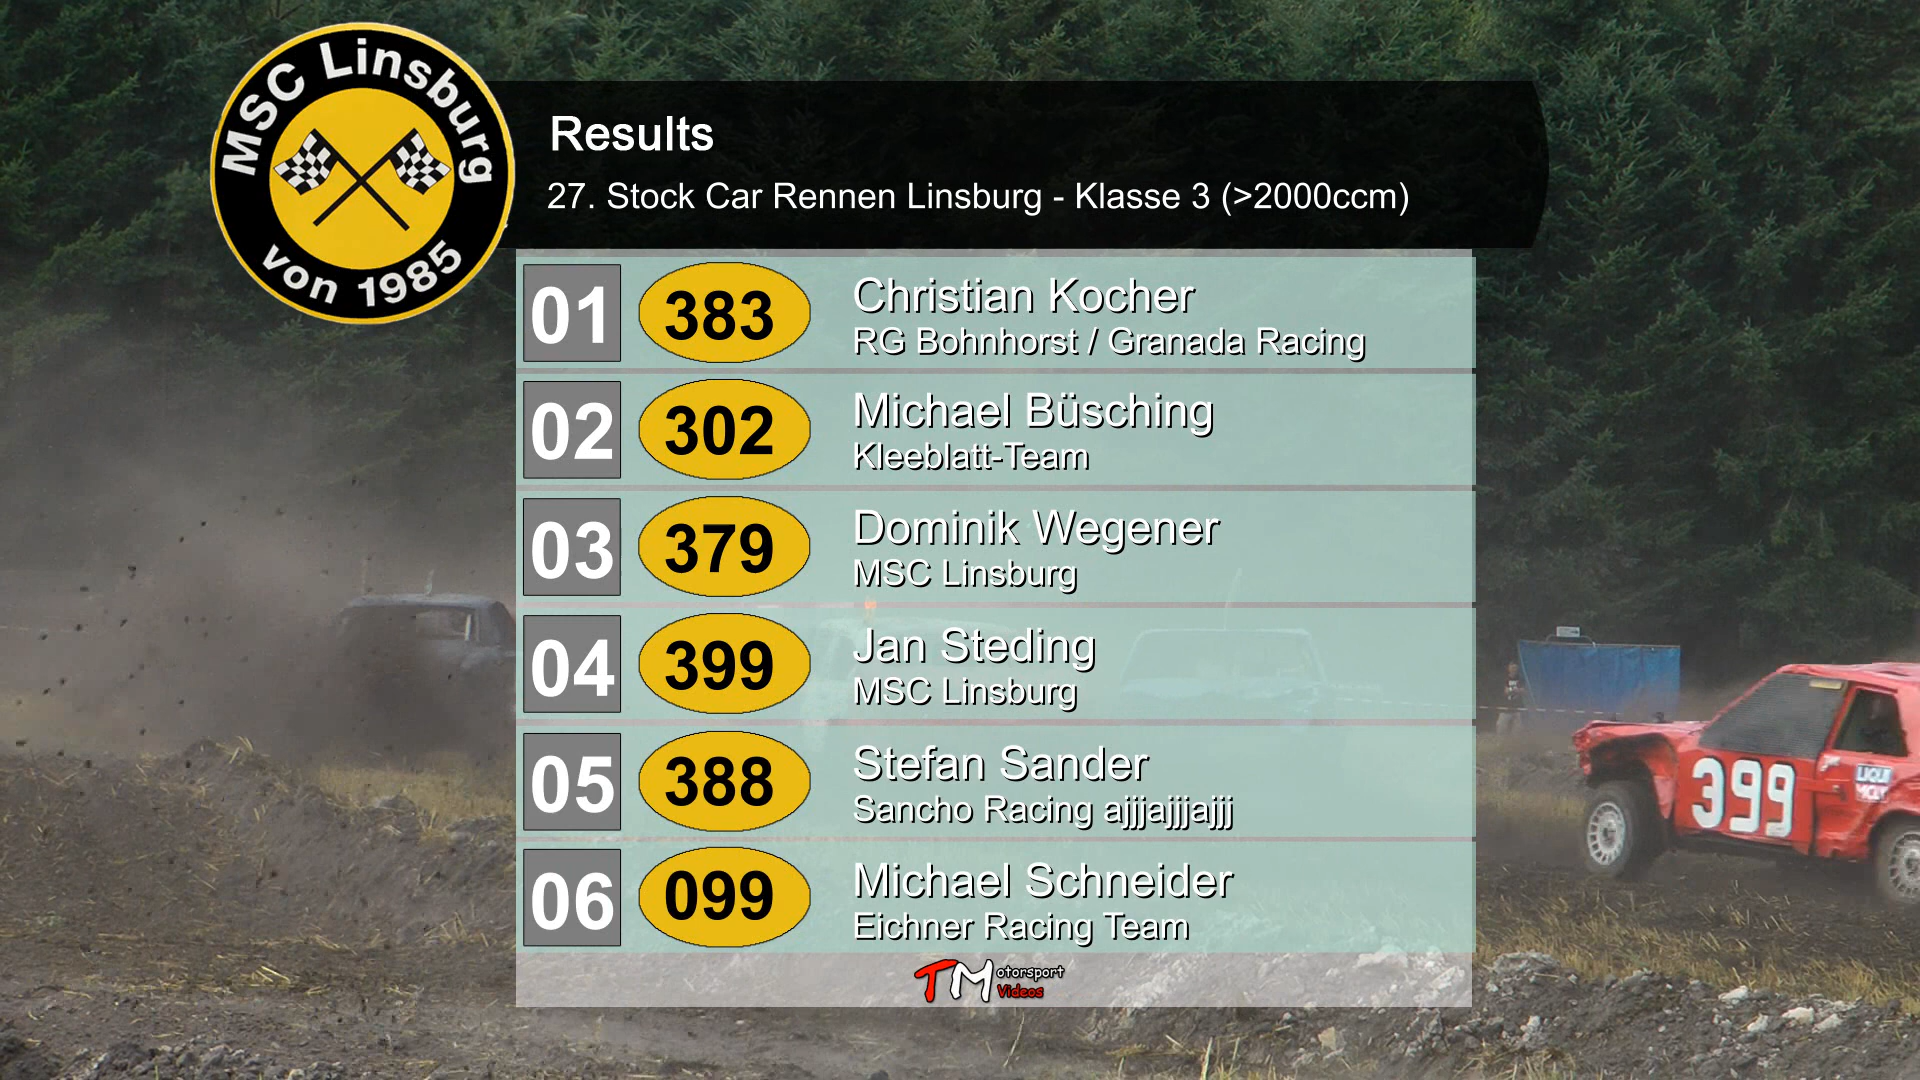 MSC Linsburg
von 1985
Results
27. Stock Car Rennen Linsburg - Klasse 3 (>2000ccm)
01 383 Christian Kocher
RG Bohnhorst / Granada Racing
02 302 Michael Büsching
Kleeblatt-Team
03 379 Dominik Wegener
MSC Linsburg
04 399 Jan Steding
MSC Linsburg
05 388 Stefan Sander
Sancho Racing ajjjajjjajjj
06 099 Michael Schneider
Eichner Racing Team
TMotorsport
Videos
399
LIQUI
MOLY